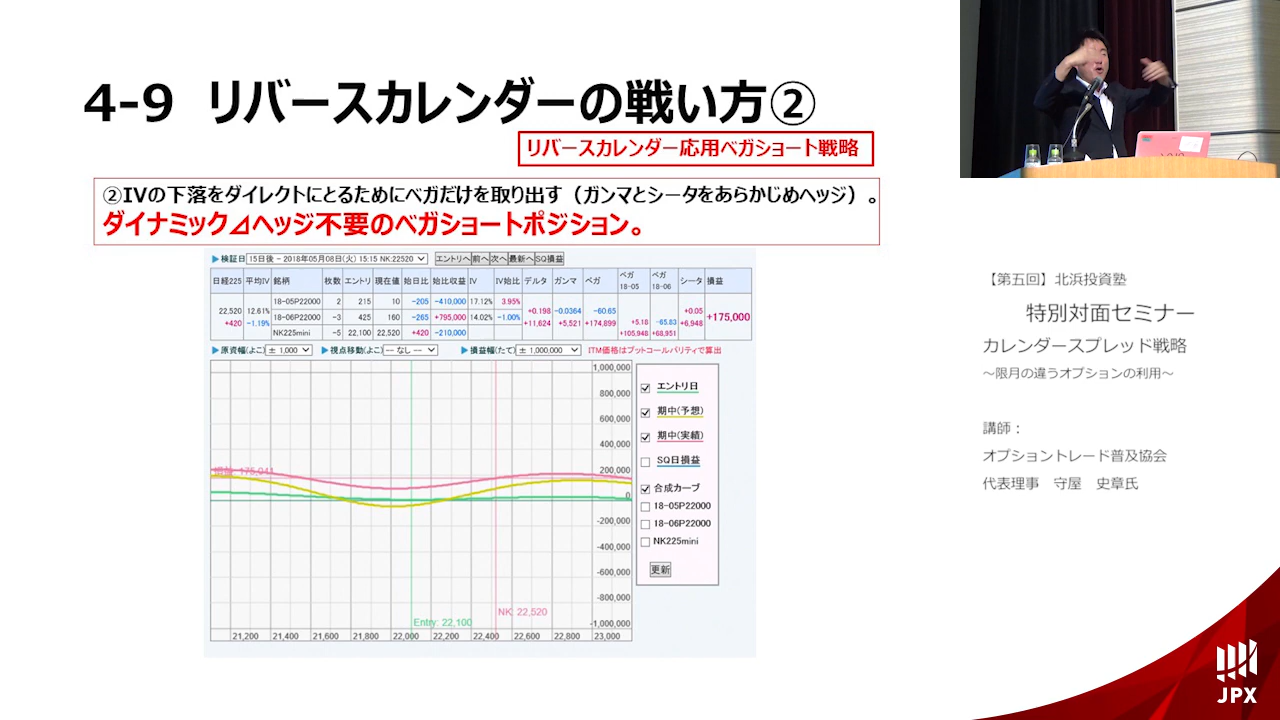 4-9 リバースカレンダーの戦い方②
リバースカレンダー応用ベガショート戦略
②IVの下落をダイレクトにとるためにベガだけを取り出す（ガンマとシータをあらかじめヘッジ）。
ダイナミック⊿ヘッジ不要のベガショートポジション。
▶検証日 15日後 - 2018年05月08日(火) 15:15 NK:22520 エントリへ 前へ 次へ 最新へ SQ損益
日経225 平均IV 銘柄 枚数 エントリ 現在値 始日比 始比収益 IV IV始比 デルタ ガンマ ベガ ベガ 18-05 ベガ 18-06 シータ 損益
22,520 +420 12.61% -1.19%
18-05P22000 2 215 10 -205 -410,000 17.12% 3.95%
18-06P22000 -3 425 160 -265 +795,000 14.02% -1.00%
NK225mini -5 22,100 22,520 +420 -210,000
+0.198 -0.0364 -60.65 +5.18 -65.83 +0.05 +175,000
+11,624 +5,521 +174,899 +105,948 +68,951 +6,948
▶原資幅(よこ) ± 1,000 ▶視点移動(よこ) -- なし -- ▶損益幅(たて) ± 1,000,000 ITM価格はプットコールパリティで算出
1,000,000
800,000
600,000
400,000
200,000
0
-200,000
-400,000
-600,000
-800,000
-1,000,000
損益: 175,041
Entry: 22,100
NK: 22,520
21,200 21,400 21,600 21,800 22,000 22,200 22,400 22,600 22,800 23,000
エントリ日
期中(予想)
期中(実績)
SQ日損益
合成カーブ
18-05P22000
18-06P22000
NK225mini
更新
【第五回】北浜投資塾
特別対面セミナー
カレンダースプレッド戦略
～限月の違うオプションの利用～
講師：
オプショントレード普及協会
代表理事 守屋 史章氏
JPX